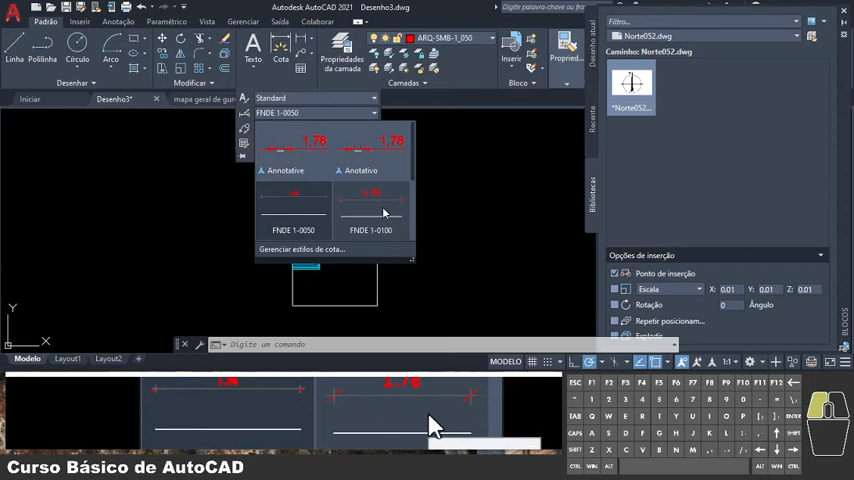 Autodesk AutoCAD 2021 Desenho3.dwg
Digite palavra-chave ou frase
Padrão Inserir Anotação Paramétrico Vista Gerenciar Saída Colaborar
ARQ-SMB-1_050
Linha Polilinha Círculo Arco
Texto Cota
Propriedades da camada
Inserir
Propried...
Desenhar Modificar Camadas Bloco
Iniciar Desenho3* mapa geral de
Standard
FNDE 1-0050
1,78 1,78
Annotative Anotativo
FNDE 1-0050 FNDE 1-0100
Gerenciar estilos de cota...
Filtro...
Norte052.dwg
Caminho: Norte052.dwg
*Norte052...
Desenho atual
Recente
Bibliotecas
BLOCOS
Opções de inserção
Ponto de inserção
Escala X: 0.01 Y: 0.01 Z: 0.01
Rotação 0 Ângulo
Repetir posicionam...
Explodir
Y
X
Digite um comando
Modelo Layout1 Layout2 +
MODELO
1:1
ESC F1 F2 F3 F4 F5 F6 F7 F8 F9 F10 F11 F12
TAB Q W E R T Y U I O P ENTER
CAPS A S D F G H J K L
SHIFT Z X C V B N M SHIFT
CTRL WIN ALT ALT WIN CTRL
1.78
Curso Básico de AutoCAD